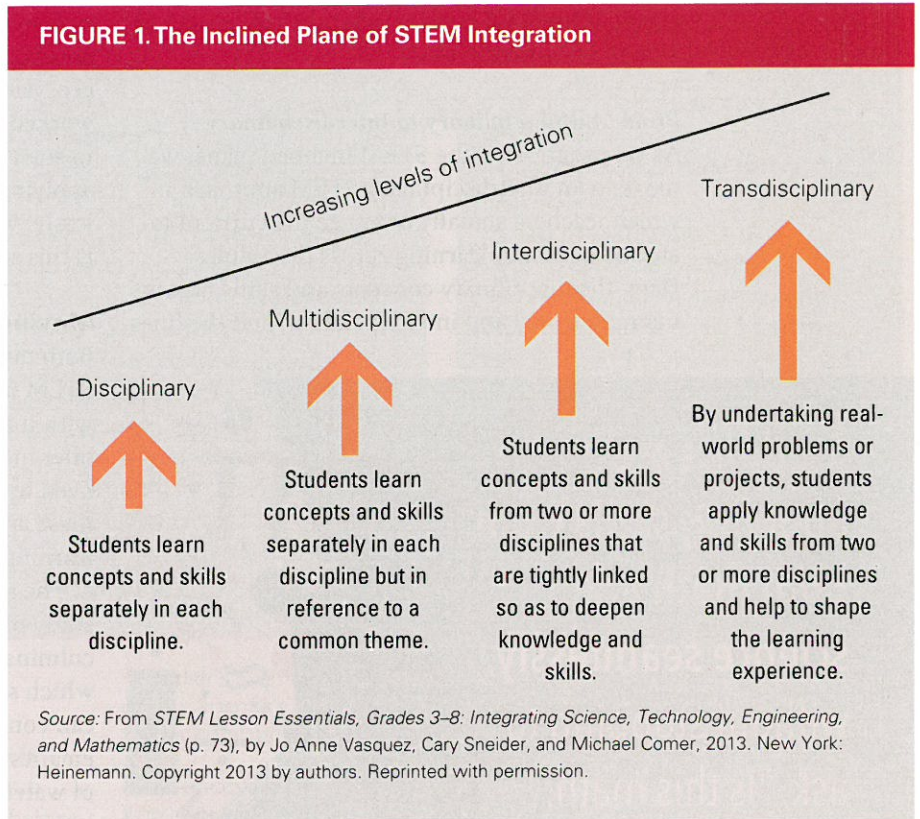 FIGURE 1. The Inclined Plane of STEM Integration
Increasing levels of integration
Disciplinary
Students learn
concepts and skills
separately in each
discipline.
Multidisciplinary
Students learn
concepts and skills
separately in each
discipline but in
reference to a
common theme.
Interdisciplinary
Students learn
concepts and skills
from two or more
disciplines that
are tightly linked
so as to deepen
knowledge and
skills.
Transdisciplinary
By undertaking real-
world problems or
projects, students
apply knowledge
and skills from two
or more disciplines
and help to shape
the learning
experience.
Source: From STEM Lesson Essentials, Grades 3–8: Integrating Science, Technology, Engineering,
and Mathematics (p. 73), by Jo Anne Vasquez, Cary Sneider, and Michael Comer, 2013. New York:
Heinemann. Copyright 2013 by authors. Reprinted with permission.